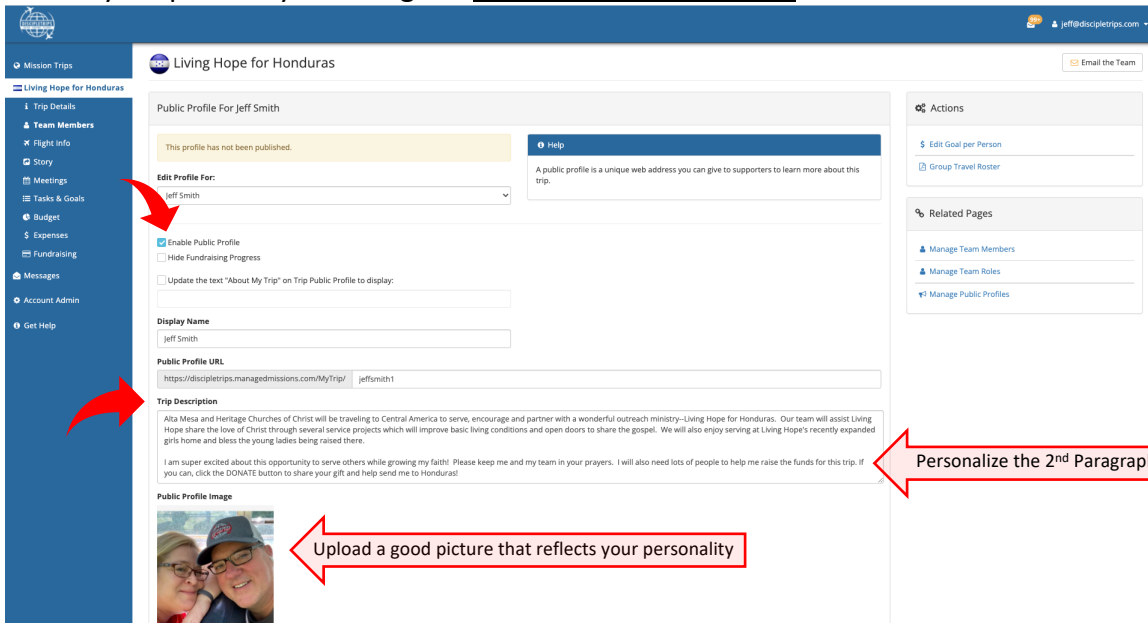 DISCIPLETRIPS
99+
jeff@discipletrips.com
Mission Trips
Living Hope for Honduras
Trip Details
Team Members
Flight Info
Story
Meetings
Tasks & Goals
Budget
Expenses
Fundraising
Messages
Account Admin
Get Help
Living Hope for Honduras
Email the Team
Public Profile For Jeff Smith
This profile has not been published.
Help
A public profile is a unique web address you can give to supporters to learn more about this
trip.
Edit Profile For:
Jeff Smith
Enable Public Profile
Hide Fundraising Progress
Update the text "About My Trip" on Trip Public Profile to display:
Display Name
Jeff Smith
Public Profile URL
https://discipletrips.managedmissions.com/MyTrip/ jeffsmith1
Trip Description
Alta Mesa and Heritage Churches of Christ will be traveling to Central America to serve, encourage and partner with a wonderful outreach ministry--Living Hope for Honduras. Our team will assist Living
Hope share the love of Christ through several service projects which will improve basic living conditions and open doors to share the gospel. We will also enjoy serving at Living Hope's recently expanded
girls home and bless the young ladies being raised there.
I am super excited about this opportunity to serve others while growing my faith! Please keep me and my team in your prayers. I will also need lots of people to help me raise the funds for this trip. If
you can, click the DONATE button to share your gift and help send me to Honduras!
Personalize the 2nd Paragraph
Public Profile Image
Upload a good picture that reflects your personality
Actions
$ Edit Goal per Person
Group Travel Roster
Related Pages
Manage Team Members
Manage Team Roles
Manage Public Profiles